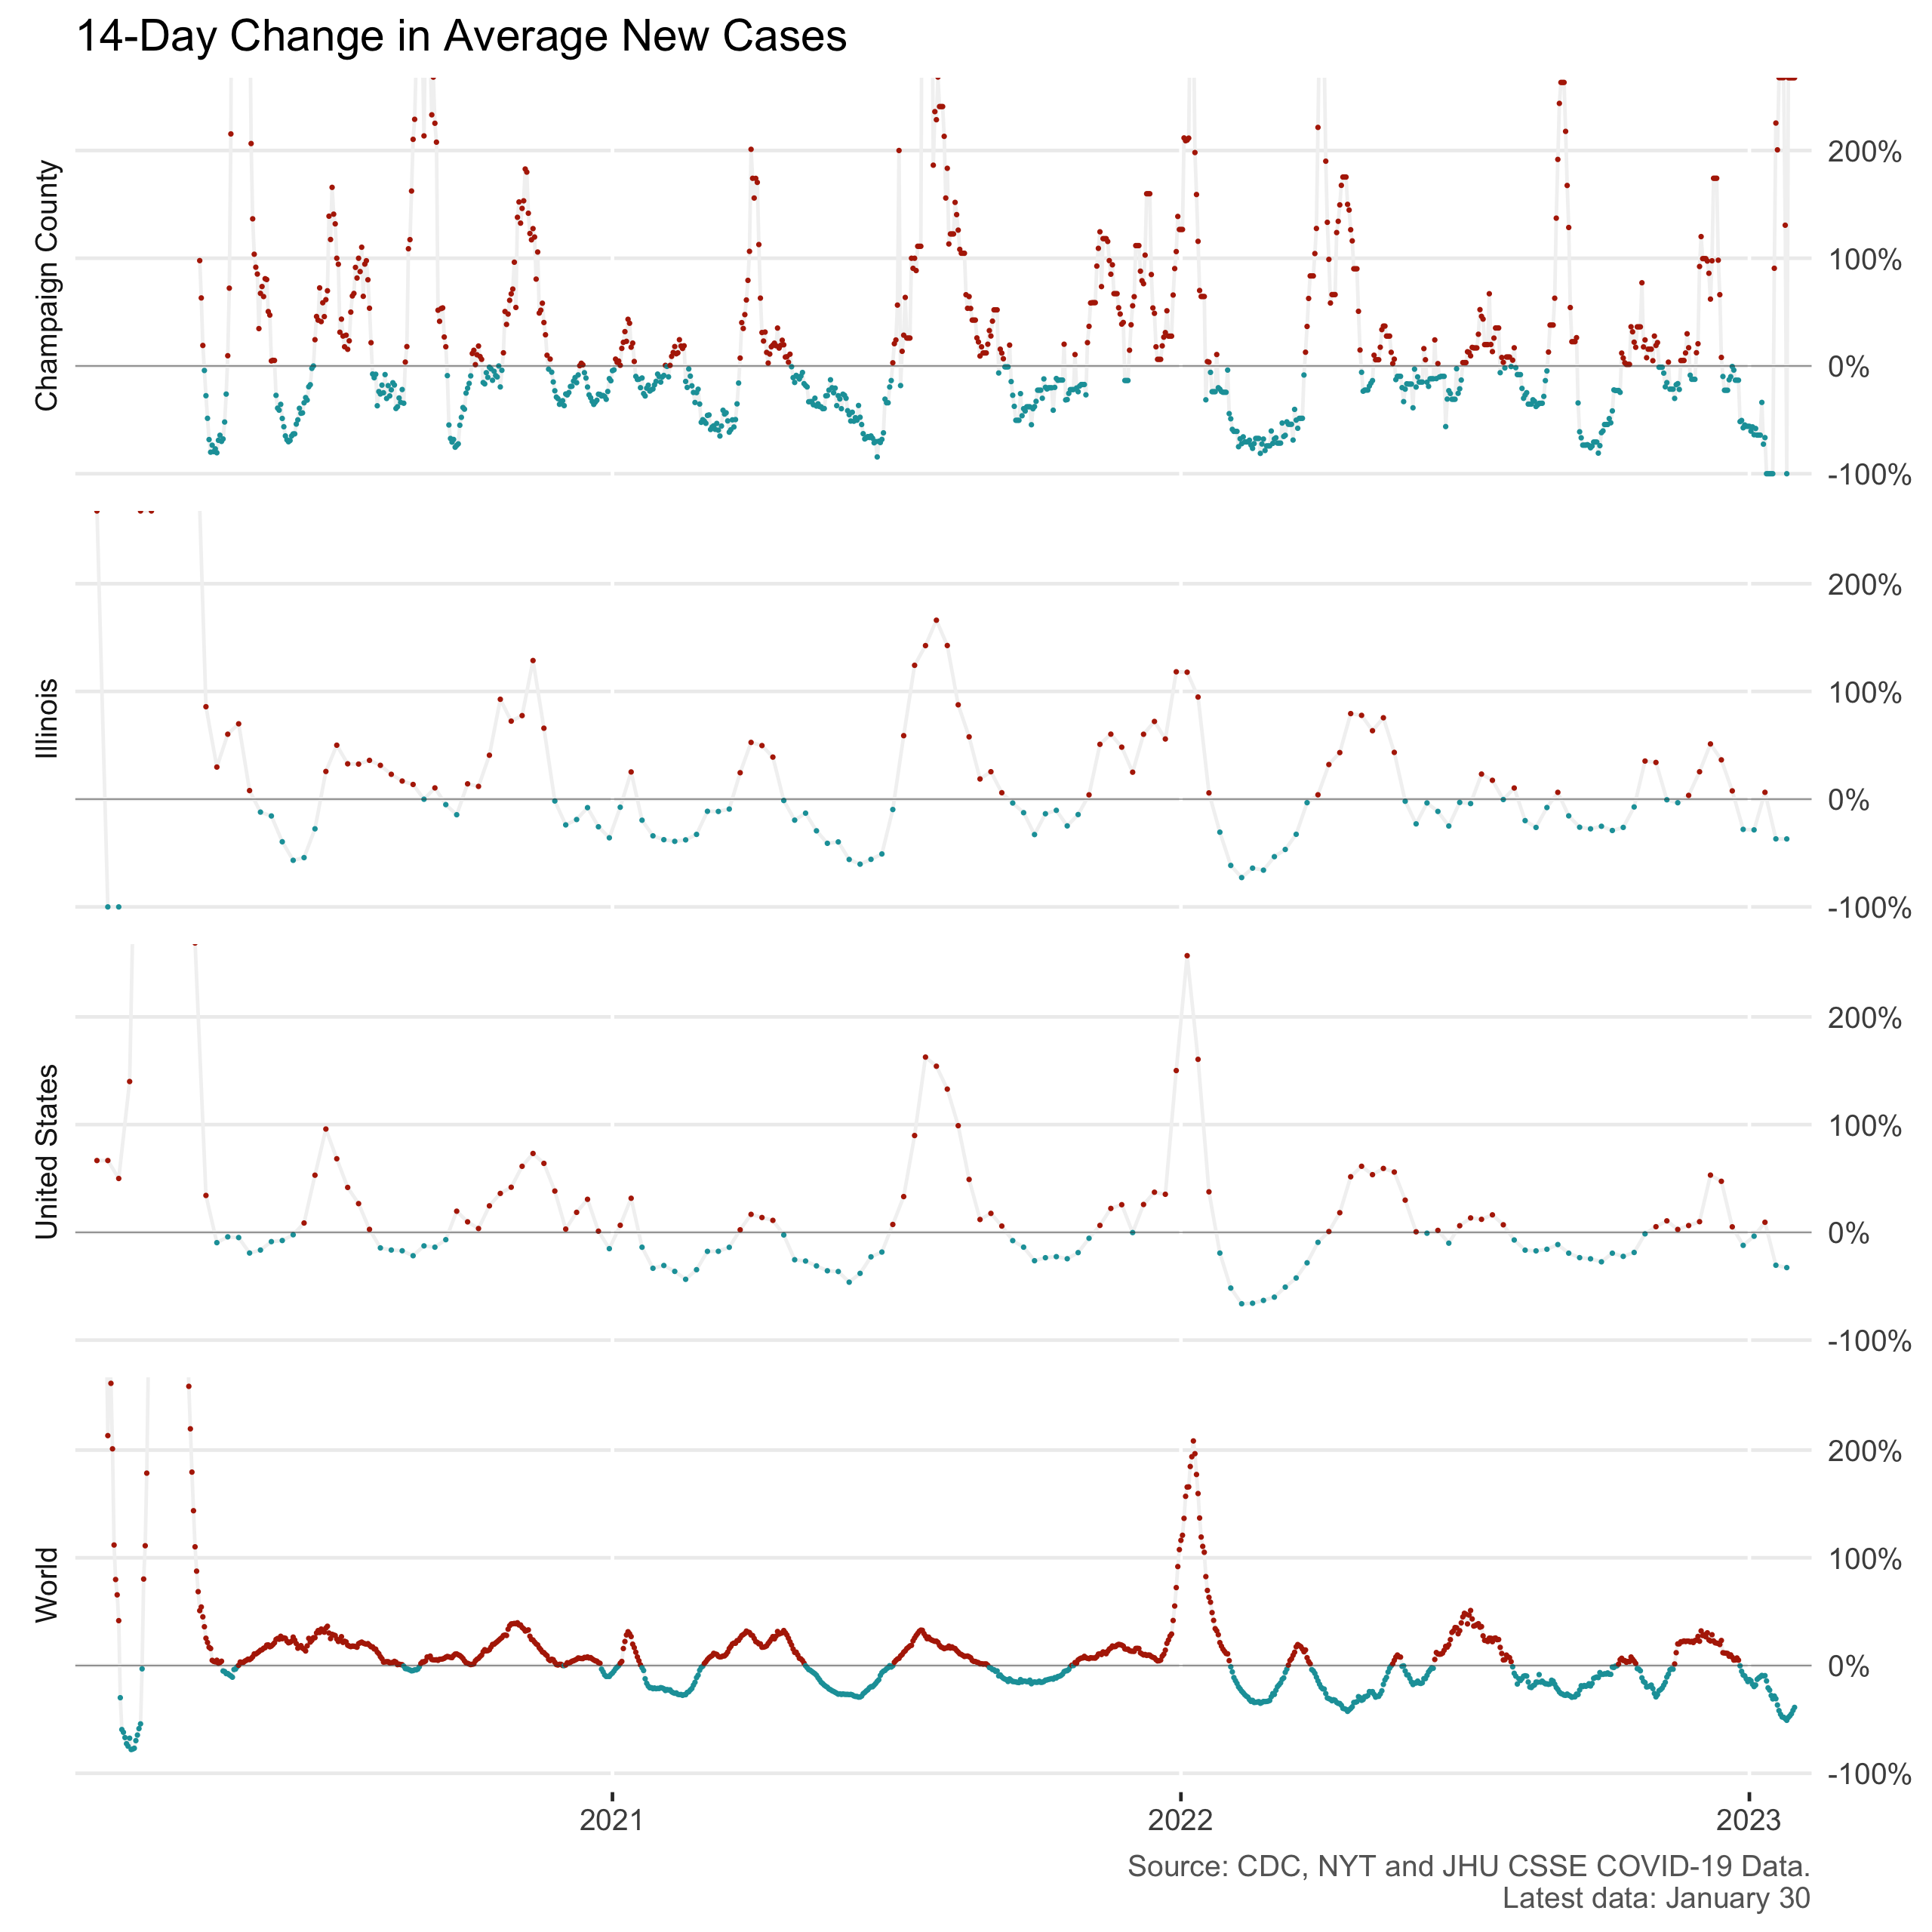 14-Day Change in Average New Cases
Champaign County
200%
100%
0%
-100%
Illinois
200%
100%
0%
-100%
United States
200%
100%
0%
-100%
World
200%
100%
0%
-100%
2021
2022
2023
Source: CDC, NYT and JHU CSSE COVID-19 Data.
Latest data: January 30